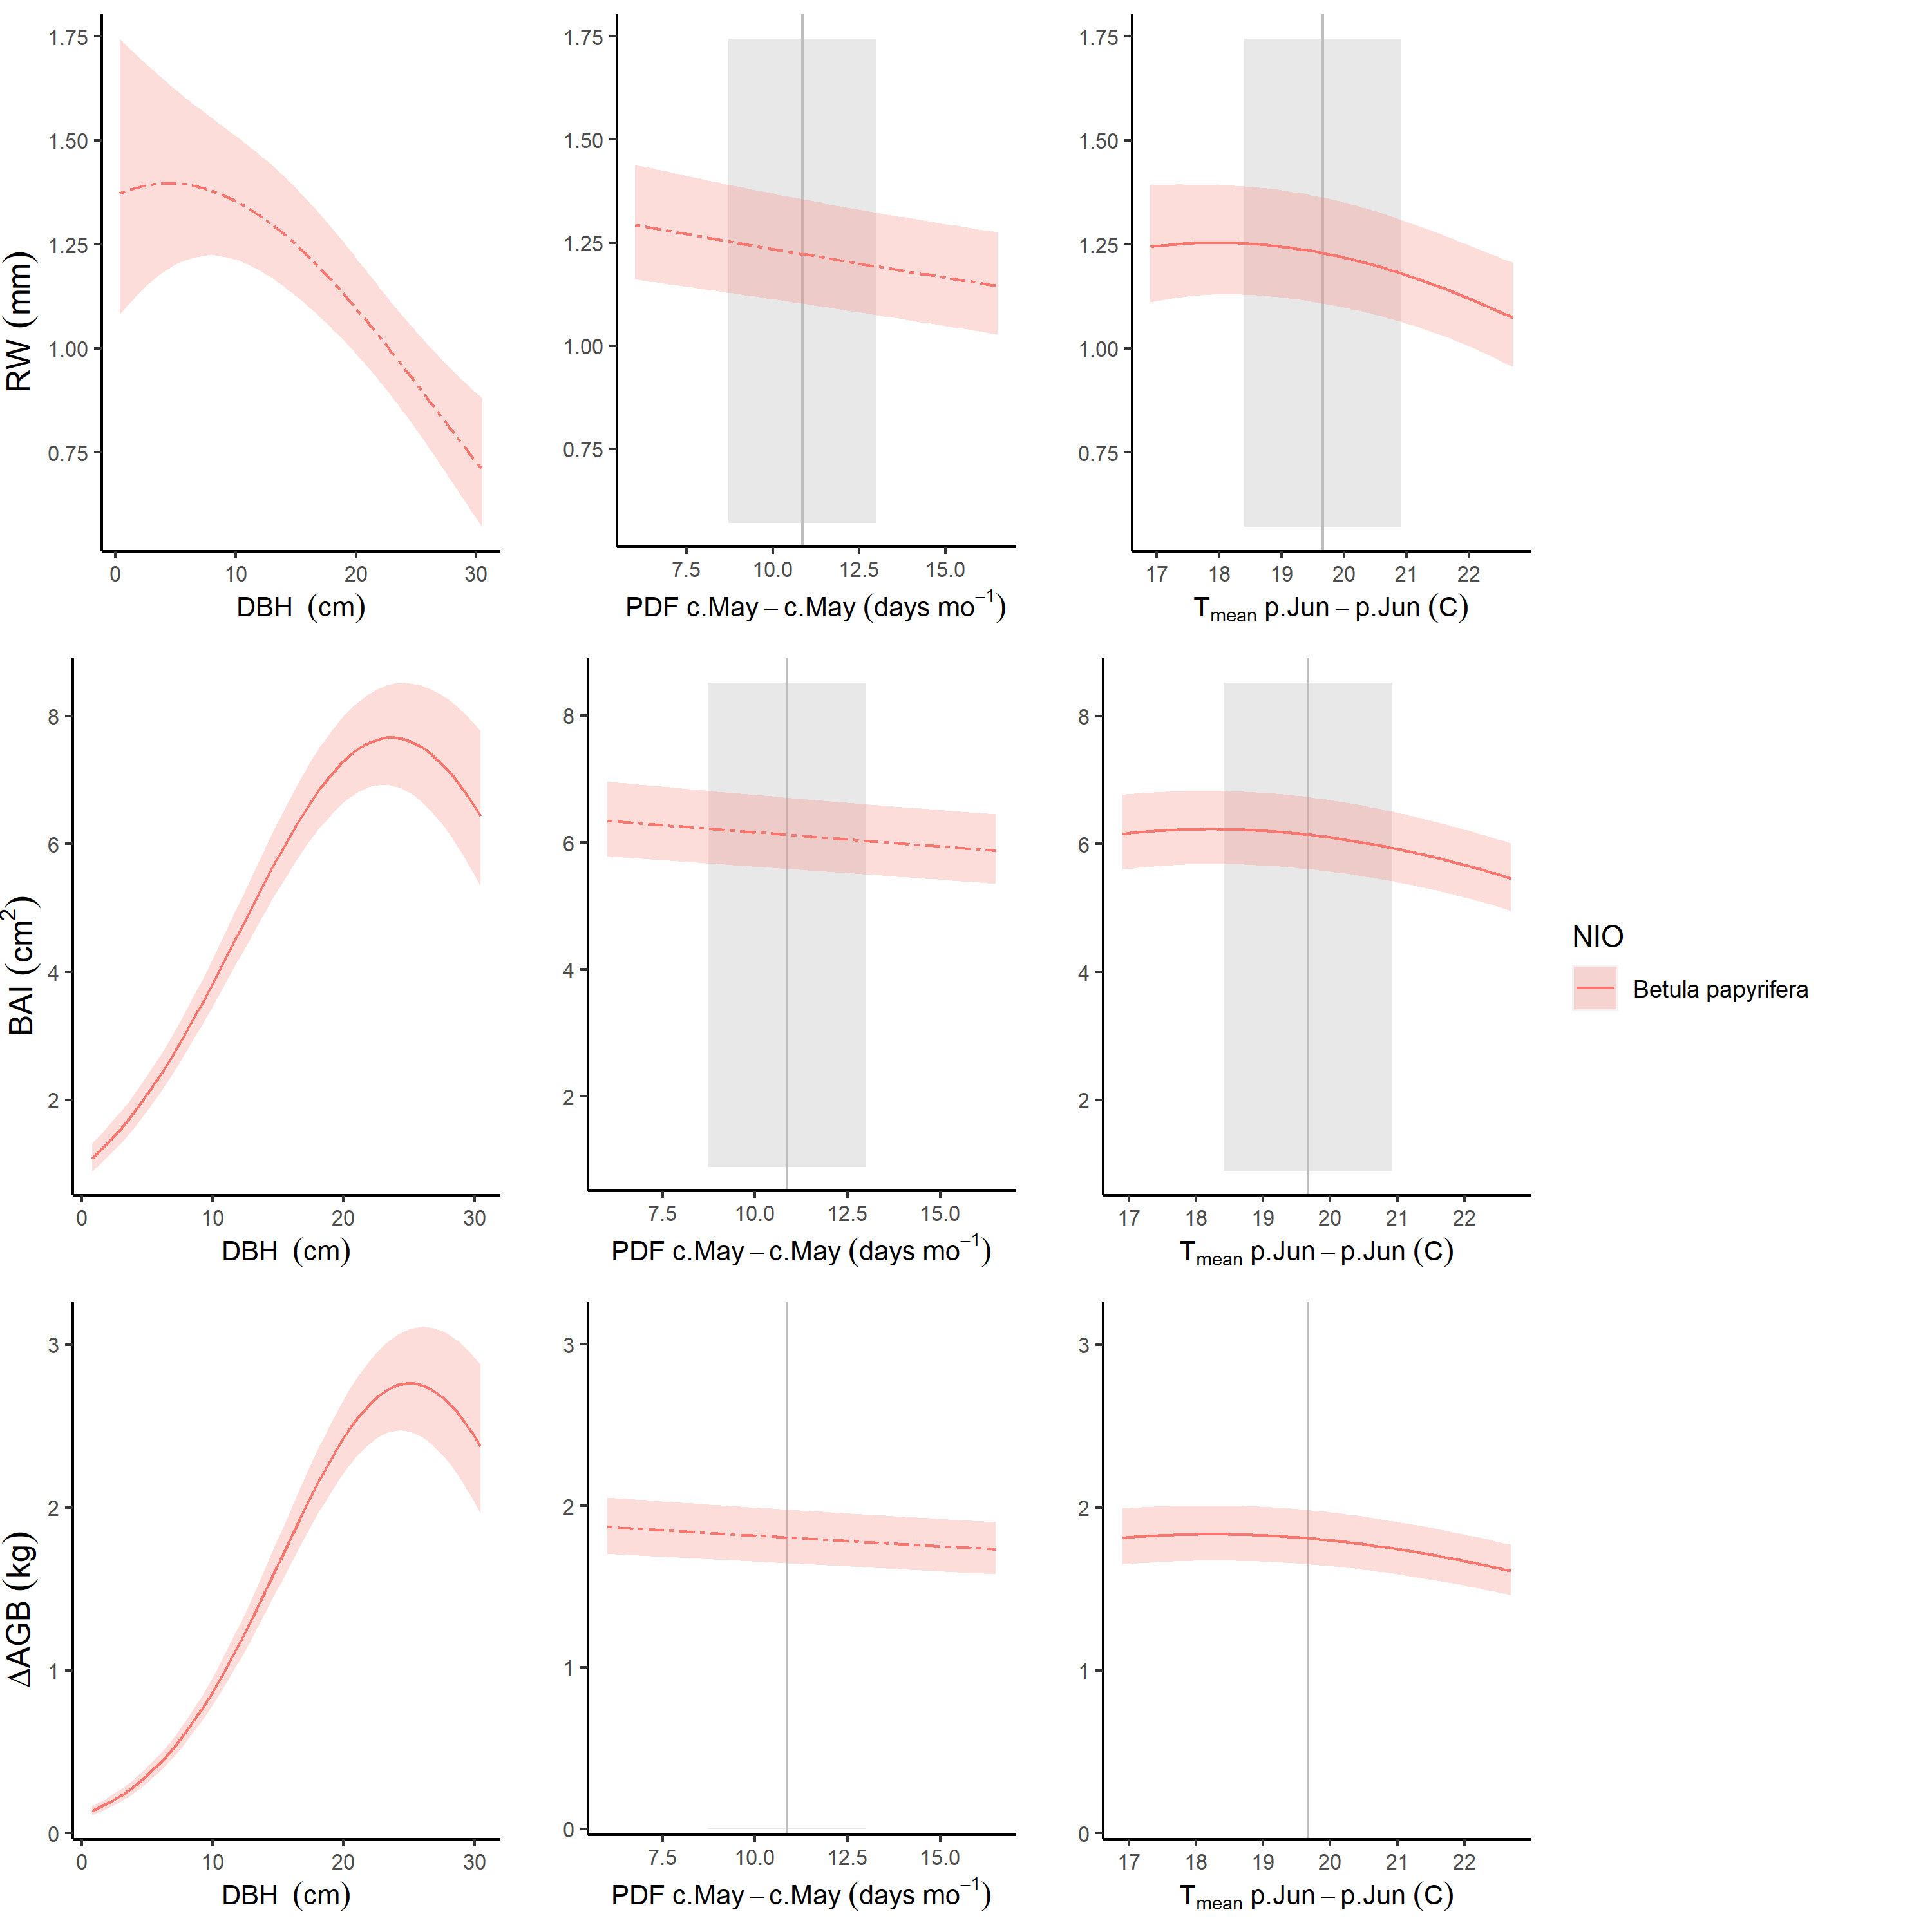 1.75
1.50
1.25
1.00
0.75
RW (mm)
0 10 20 30
DBH (cm)
1.75
1.50
1.25
1.00
0.75
7.5 10.0 12.5 15.0
PDF c.May – c.May (days mo⁻¹)
1.75
1.50
1.25
1.00
0.75
17 18 19 20 21 22
Tmean p.Jun – p.Jun (C)
8
6
4
2
BAI (cm²)
0 10 20 30
DBH (cm)
8
6
4
2
7.5 10.0 12.5 15.0
PDF c.May – c.May (days mo⁻¹)
8
6
4
2
17 18 19 20 21 22
Tmean p.Jun – p.Jun (C)
NIO
Betula papyrifera
3
2
1
0
ΔAGB (kg)
0 10 20 30
DBH (cm)
3
2
1
0
7.5 10.0 12.5 15.0
PDF c.May – c.May (days mo⁻¹)
3
2
1
0
17 18 19 20 21 22
Tmean p.Jun – p.Jun (C)